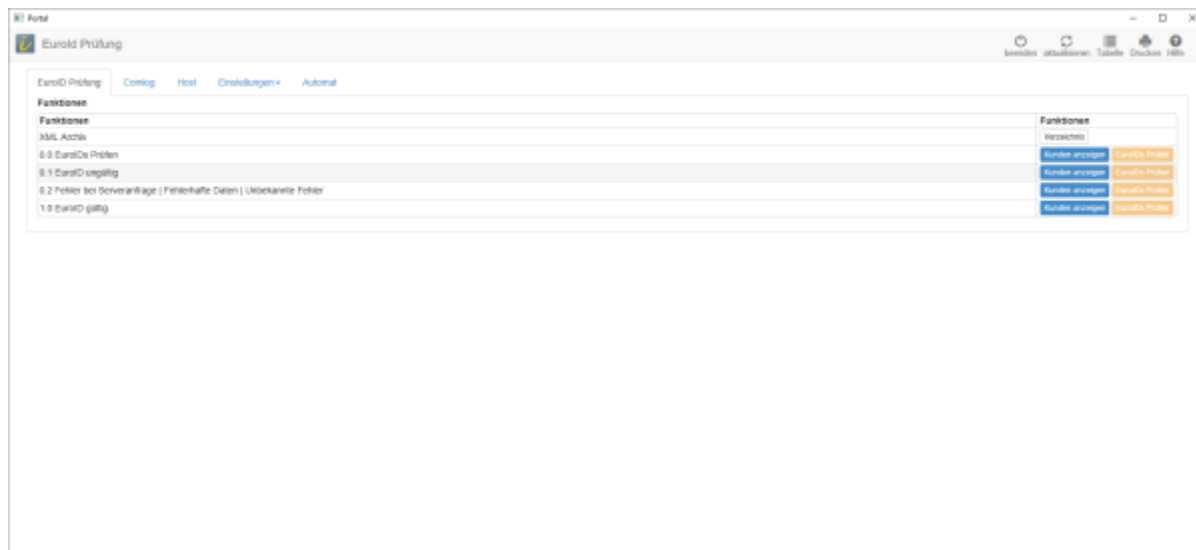 Portal
EuroId Prüfung
beenden aktualisieren Tabelle Drucken Hilfe
EuroID Prüfung Comlog Host Einstellungen Automat
Funktionen
Funktionen Funktionen
XML Archiv Verzeichnis
0.0 EuroIDs Prüfen Kunden anzeigen EuroIDs Prüfen
0.1 EuroID ungültig Kunden anzeigen EuroIDs Prüfen
0.2 Fehler bei Serveranfrage | Fehlerhafte Daten | Unbekannte Fehler Kunden anzeigen EuroIDs Prüfen
1.0 EuroID gültig Kunden anzeigen EuroIDs Prüfen